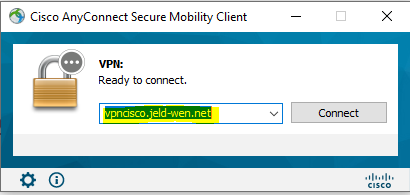 Cisco AnyConnect Secure Mobility Client
VPN:
Ready to connect.
vpncisco.jeld-wen.net
Connect
CISCO